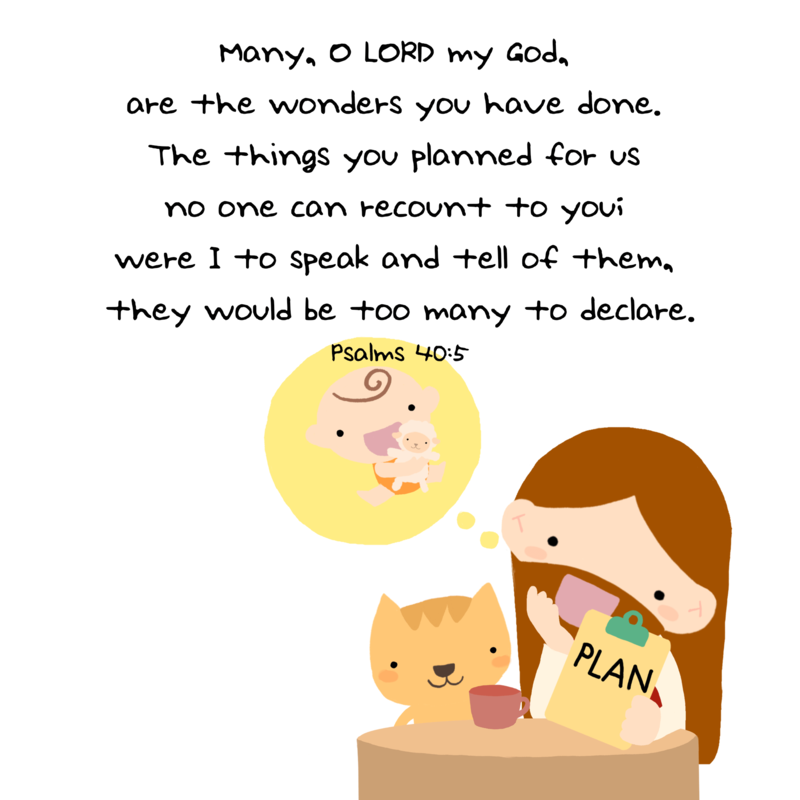 Many, O LORD my God,
are the wonders you have done.
The things you planned for us
no one can recount to you;
were I to speak and tell of them,
they would be too many to declare.
Psalms 40:5
PLAN